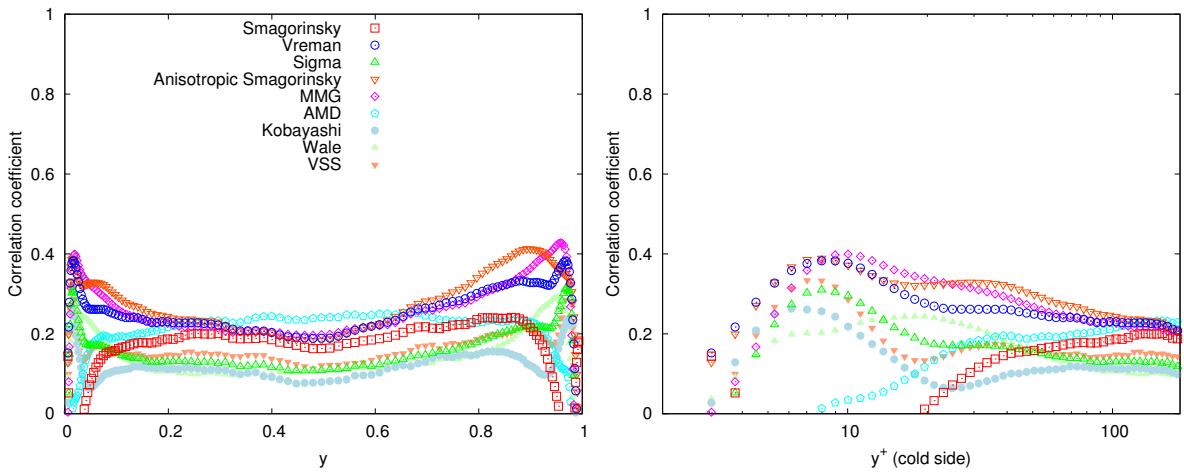 Correlation coefficient
1
0.8
0.6
0.4
0.2
0
0
0.2
0.4
0.6
0.8
1
y
Smagorinsky
Vreman
Sigma
Anisotropic Smagorinsky
MMG
AMD
Kobayashi
Wale
VSS
Correlation coefficient
1
0.8
0.6
0.4
0.2
0
10
100
y⁺ (cold side)